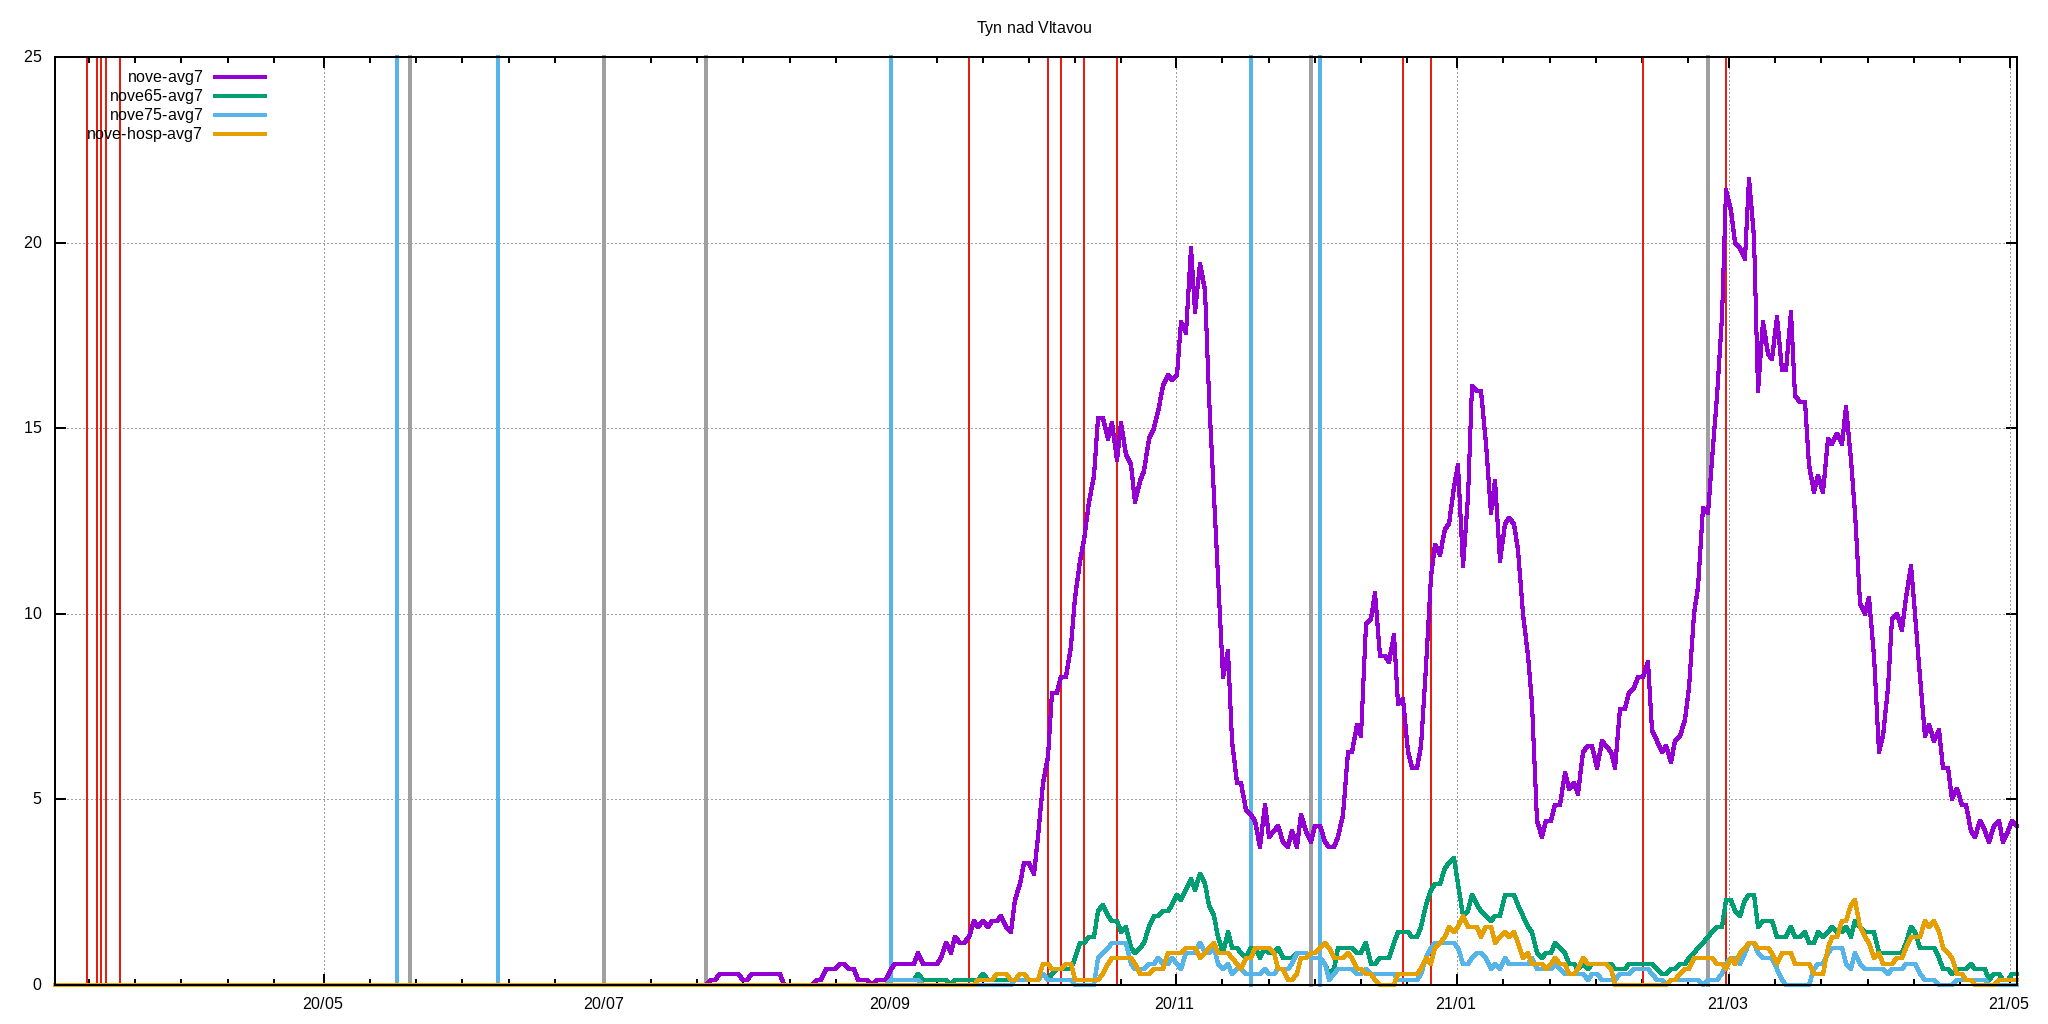 Tyn nad Vltavou
25
20
15
10
5
0
nove-avg7
nove65-avg7
nove75-avg7
nove-hosp-avg7
20/05 20/07 20/09 20/11 21/01 21/03 21/05